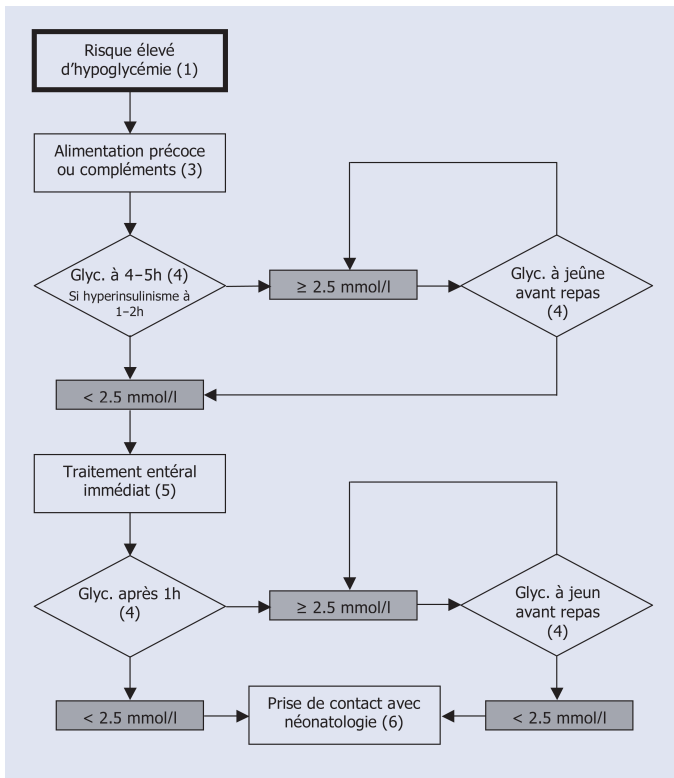 Risque élevé
d'hypoglycémie (1)
Alimentation précoce
ou compléments (3)
Glyc. à 4–5h (4)
Si hyperinsulinisme à
1–2h
≥ 2.5 mmol/l
Glyc. à jeûne
avant repas
(4)
< 2.5 mmol/l
Traitement entéral
immédiat (5)
Glyc. après 1h
(4)
≥ 2.5 mmol/l
Glyc. à jeun
avant repas
(4)
< 2.5 mmol/l
Prise de contact avec
néonatologie (6)
< 2.5 mmol/l